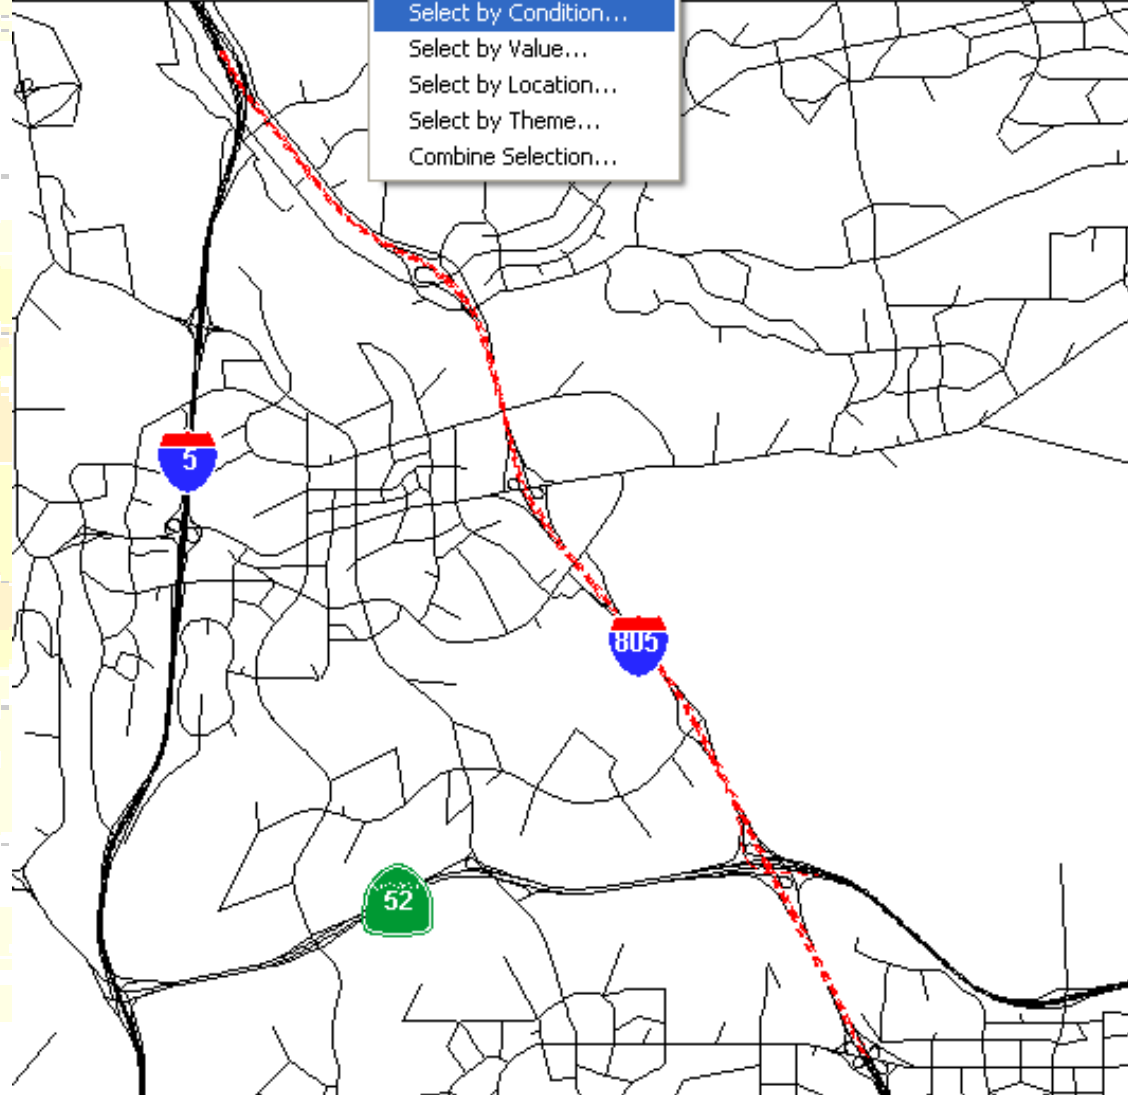 Select by Condition...
Select by Value...
Select by Location...
Select by Theme...
Combine Selection...
5
805
52